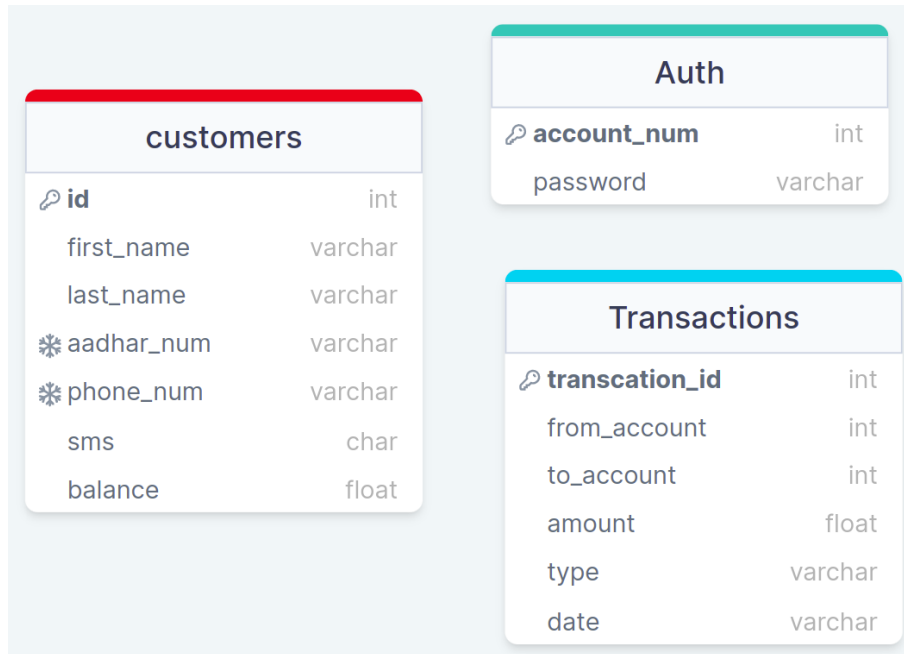 customers
id int
first_name varchar
last_name varchar
aadhar_num varchar
phone_num varchar
sms char
balance float
Auth
account_num int
password varchar
Transactions
transcation_id int
from_account int
to_account int
amount float
type varchar
date varchar